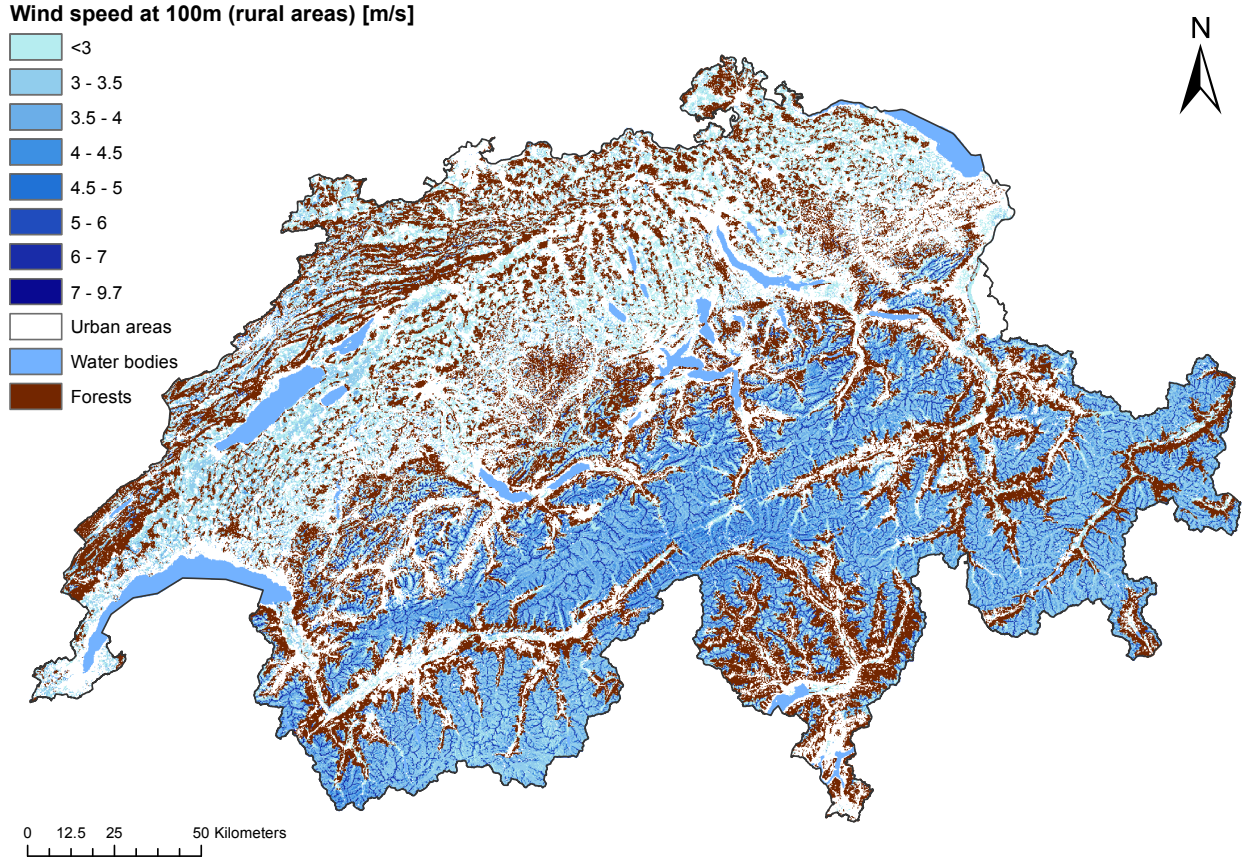 Wind speed at 100m (rural areas) [m/s]
<3
3 - 3.5
3.5 - 4
4 - 4.5
4.5 - 5
5 - 6
6 - 7
7 - 9.7
Urban areas
Water bodies
Forests
N
0 12.5 25 50 Kilometers